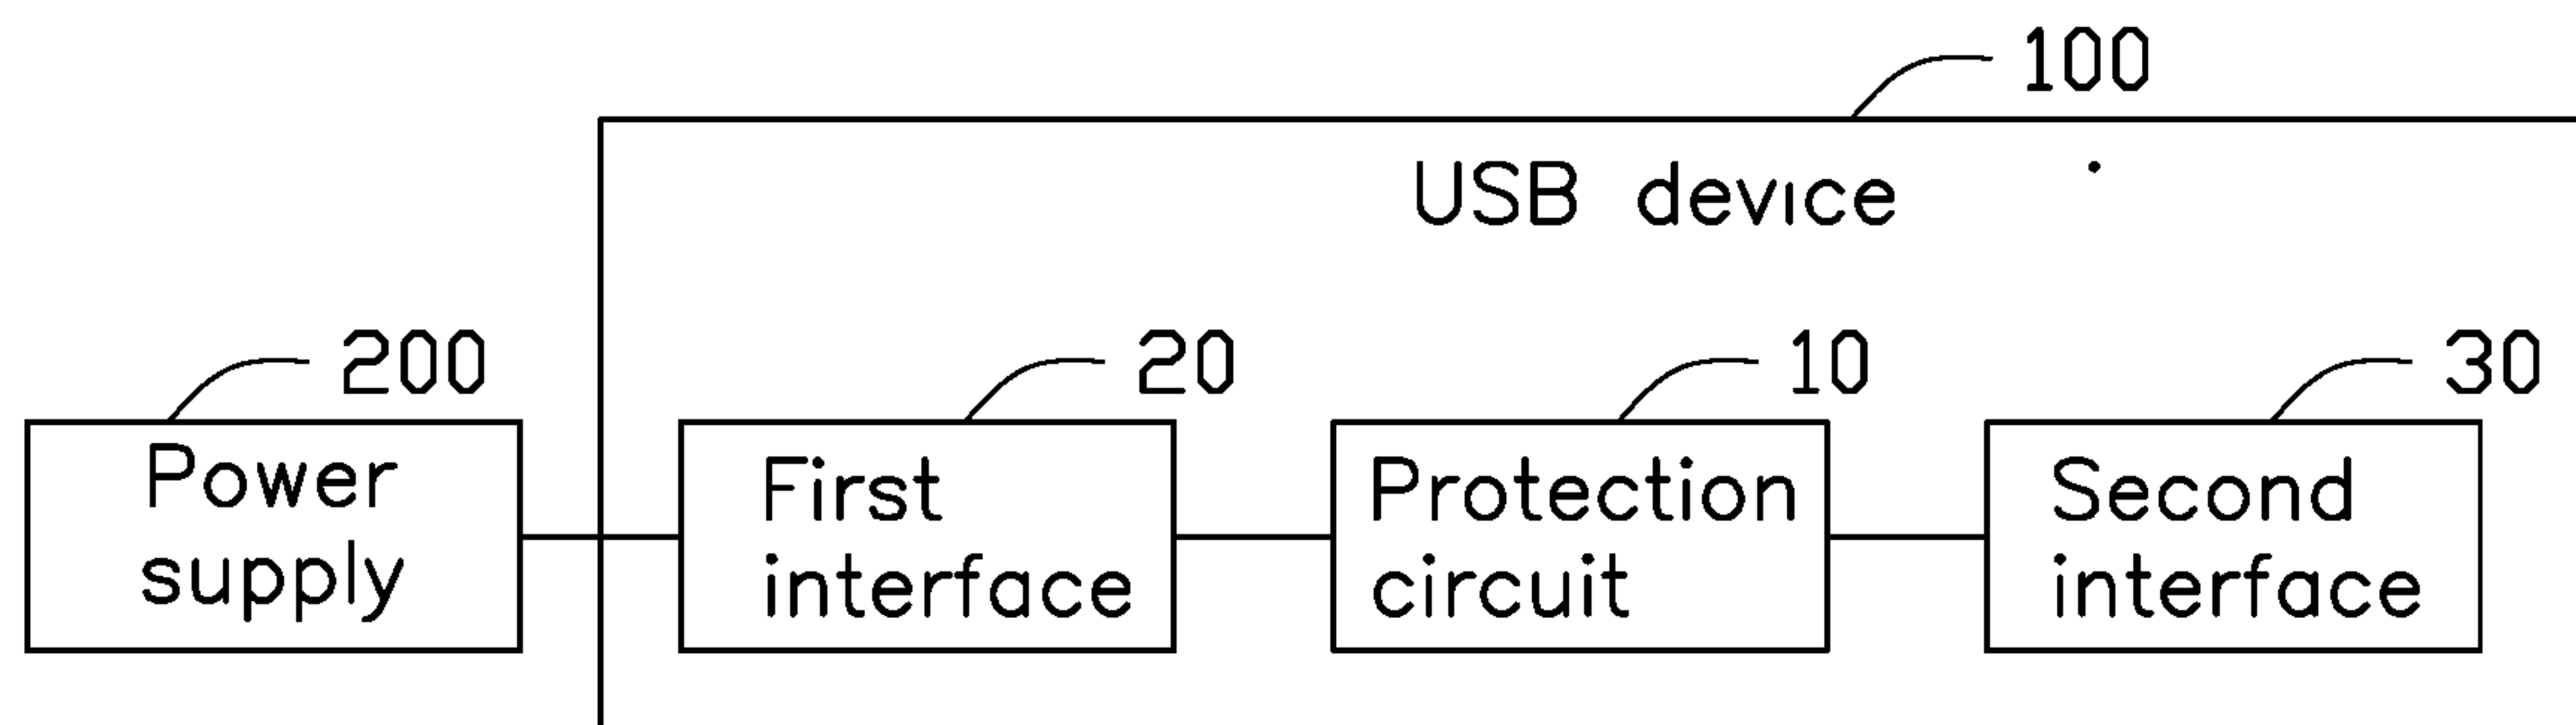 100
USB device
200
20
10
30
Power
supply
First
interface
Protection
circuit
Second
interface